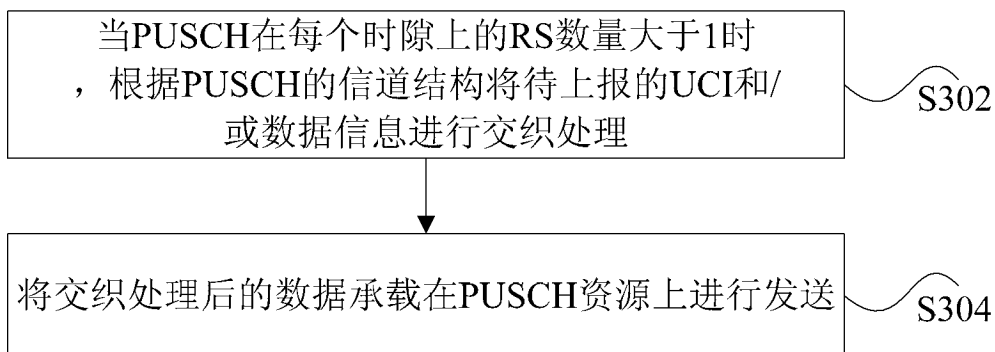 当PUSCH在每个时隙上的RS数量大于1时
，根据PUSCH的信道结构将待上报的UCI和/
或数据信息进行交织处理
S302
将交织处理后的数据承载在PUSCH资源上进行发送
S304